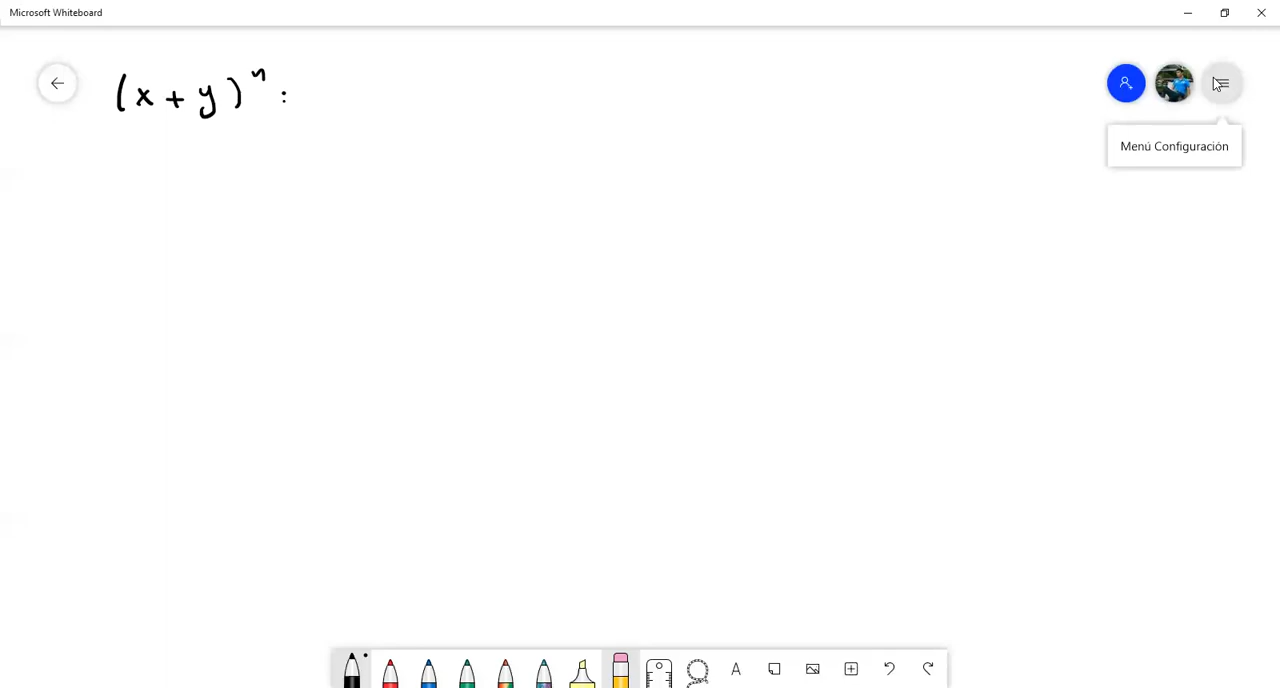 Microsoft Whiteboard
(x + y)ⁿ :
Menú Configuración
A